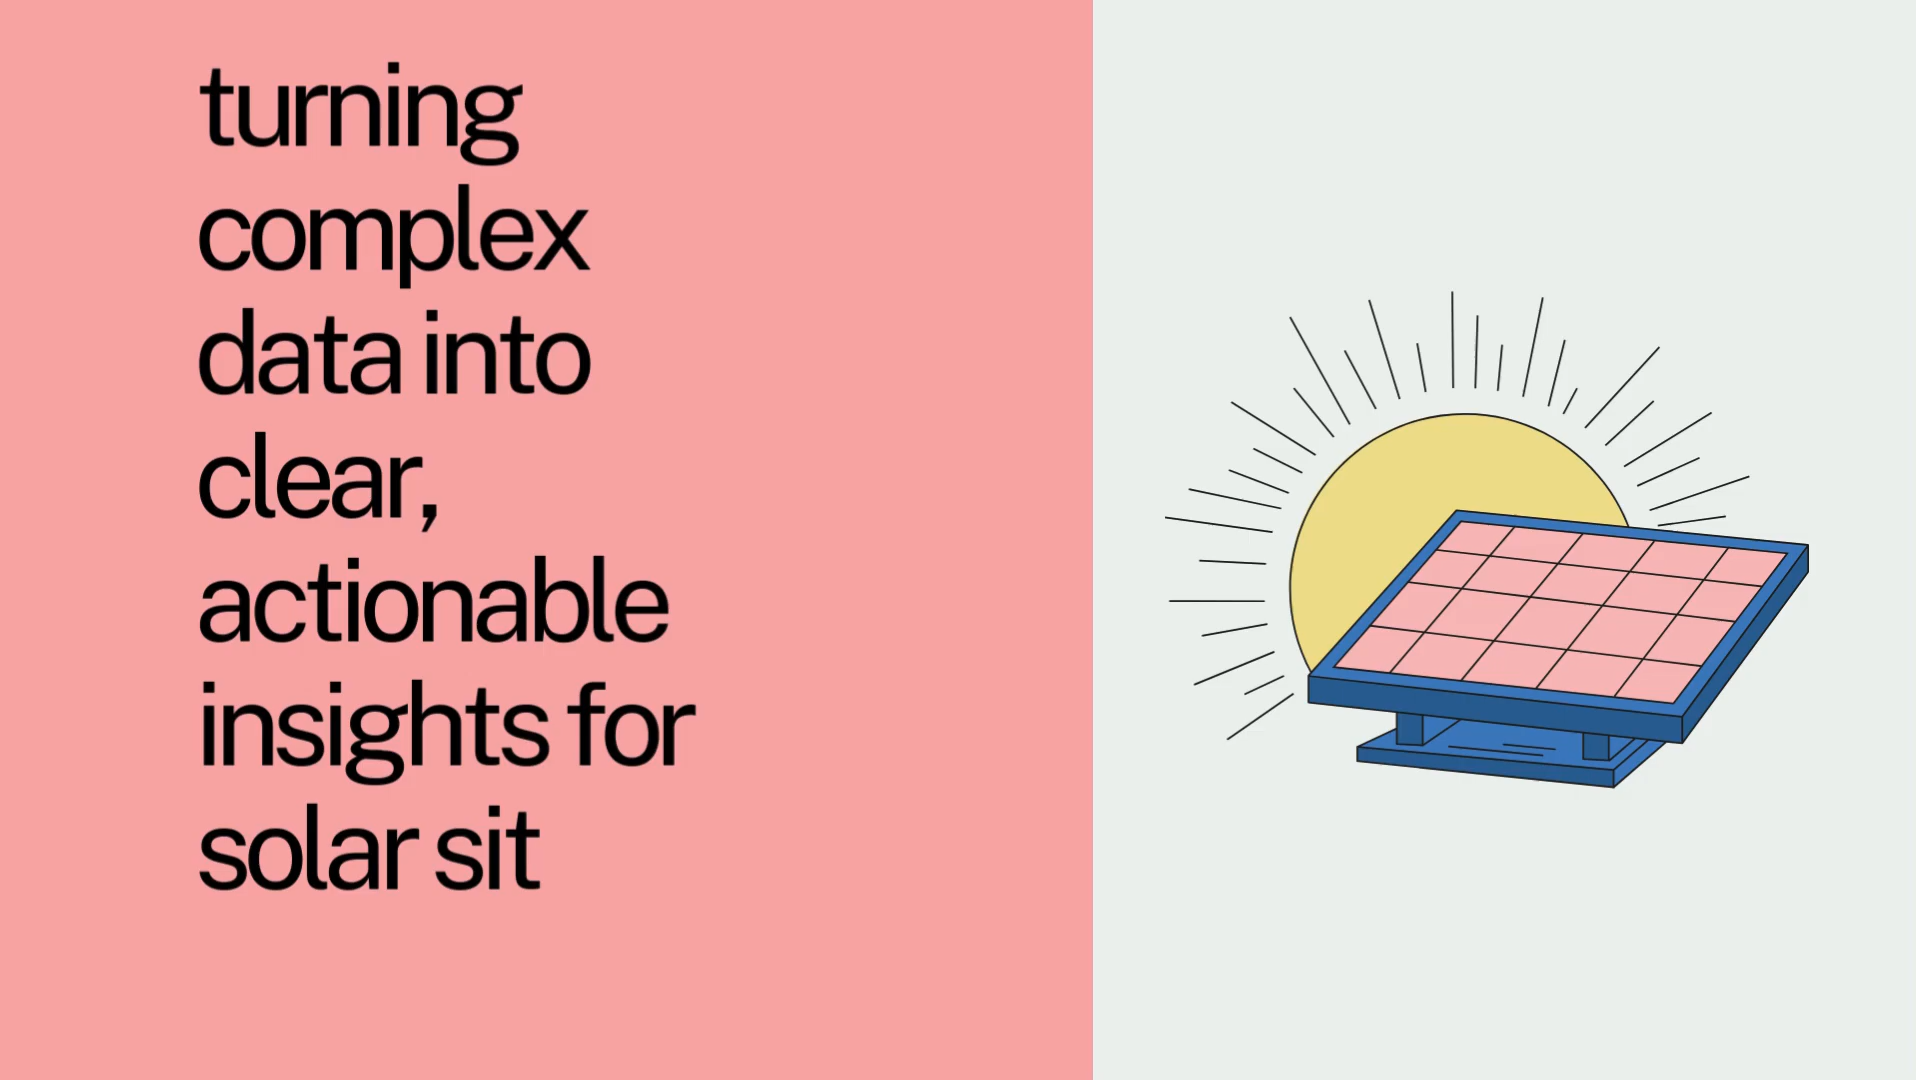 turning
complex
data into
clear,
actionable
insights for
solar sit